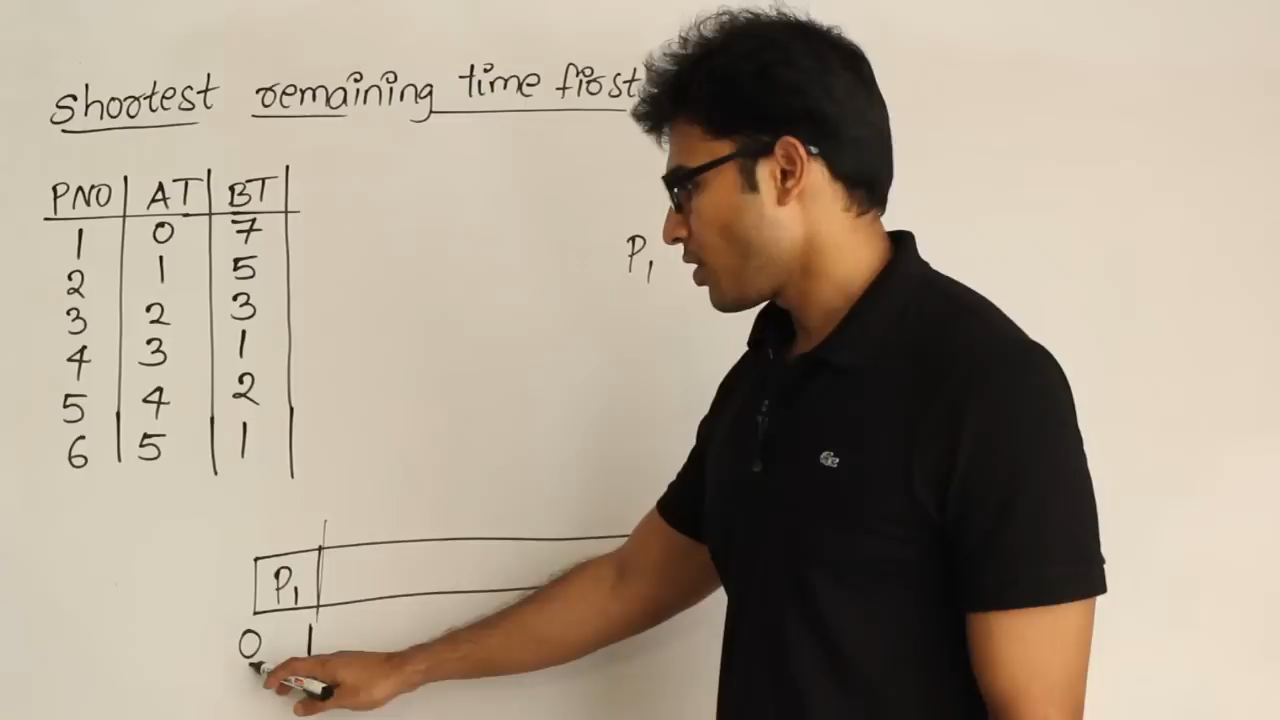 Shortest remaining time first
PNO AT BT
1 0 7
2 1 5
3 2 3
4 3 1
5 4 2
6 5 1
P1
P1
0 1